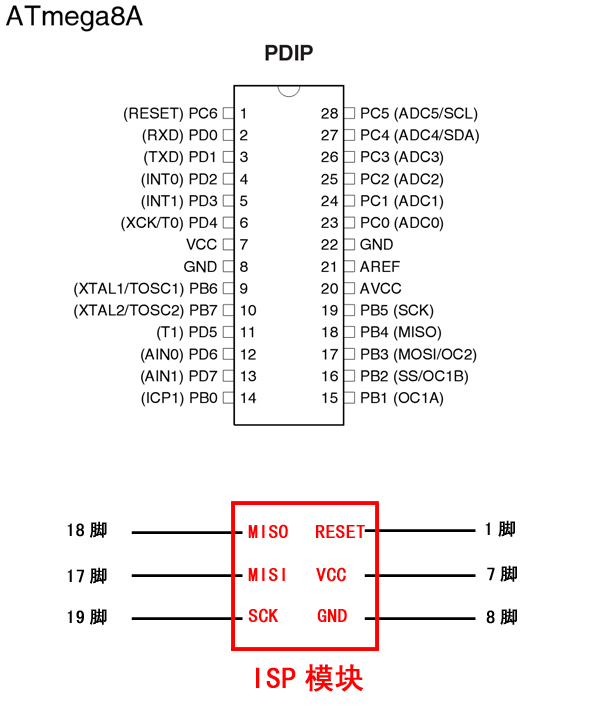 ATmega8A
PDIP
(RESET) PC6 1 28 PC5 (ADC5/SCL)
(RXD) PD0 2 27 PC4 (ADC4/SDA)
(TXD) PD1 3 26 PC3 (ADC3)
(INT0) PD2 4 25 PC2 (ADC2)
(INT1) PD3 5 24 PC1 (ADC1)
(XCK/T0) PD4 6 23 PC0 (ADC0)
VCC 7 22 GND
GND 8 21 AREF
(XTAL1/TOSC1) PB6 9 20 AVCC
(XTAL2/TOSC2) PB7 10 19 PB5 (SCK)
(T1) PD5 11 18 PB4 (MISO)
(AIN0) PD6 12 17 PB3 (MOSI/OC2)
(AIN1) PD7 13 16 PB2 (SS/OC1B)
(ICP1) PB0 14 15 PB1 (OC1A)
18 脚 MISO RESET 1 脚
17 脚 MISI VCC 7 脚
19 脚 SCK GND 8 脚
ISP 模块